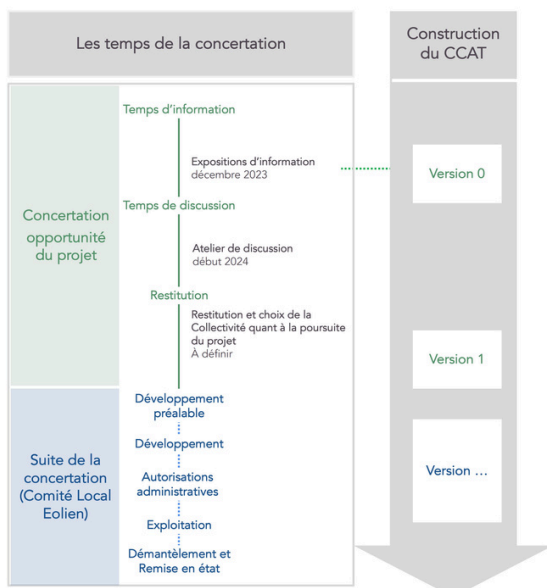 Les temps de la concertation
Construction
du CCAT
Concertation
opportunité
du projet
Temps d’information
Expositions d’information
décembre 2023
Temps de discussion
Atelier de discussion
début 2024
Restitution
Restitution et choix de la
Collectivité quant à la poursuite
du projet
À définir
Suite de la
concertation
(Comité Local
Eolien)
Développement
préalable
Développement
Autorisations
administratives
Exploitation
Démantèlement et
Remise en état
Version 0
Version 1
Version ...